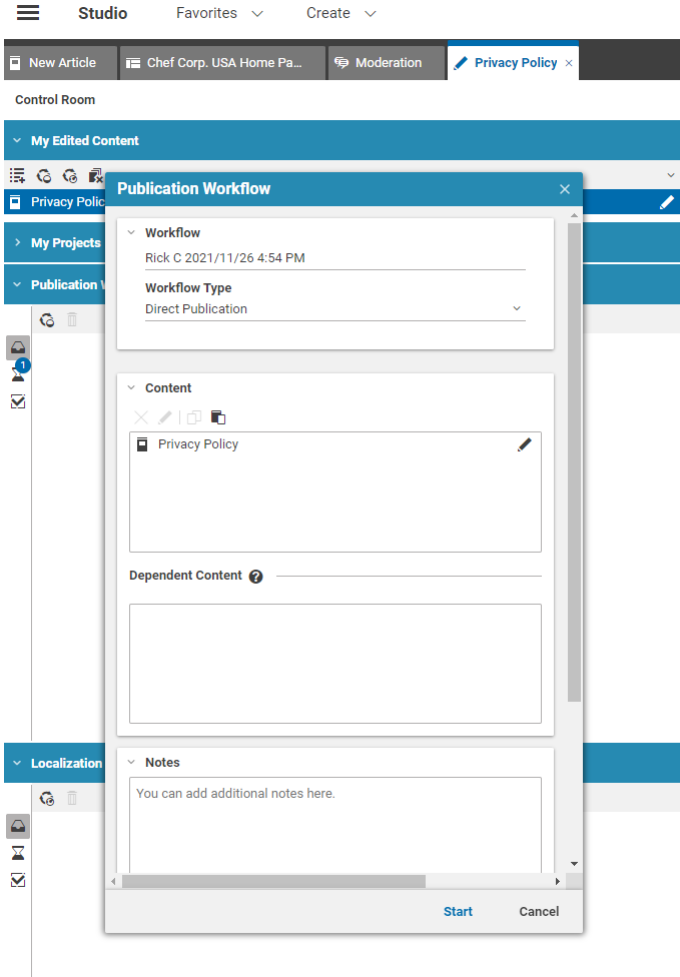 Studio Favorites Create
New Article Chef Corp. USA Home Pa... Moderation Privacy Policy ×
Control Room
My Edited Content
Privacy Polic
Publication Workflow
My Projects
Publication
Workflow
Rick C 2021/11/26 4:54 PM
Workflow Type
Direct Publication
1
Content
Privacy Policy
Dependent Content ?
Localization
Notes
You can add additional notes here.
Start Cancel